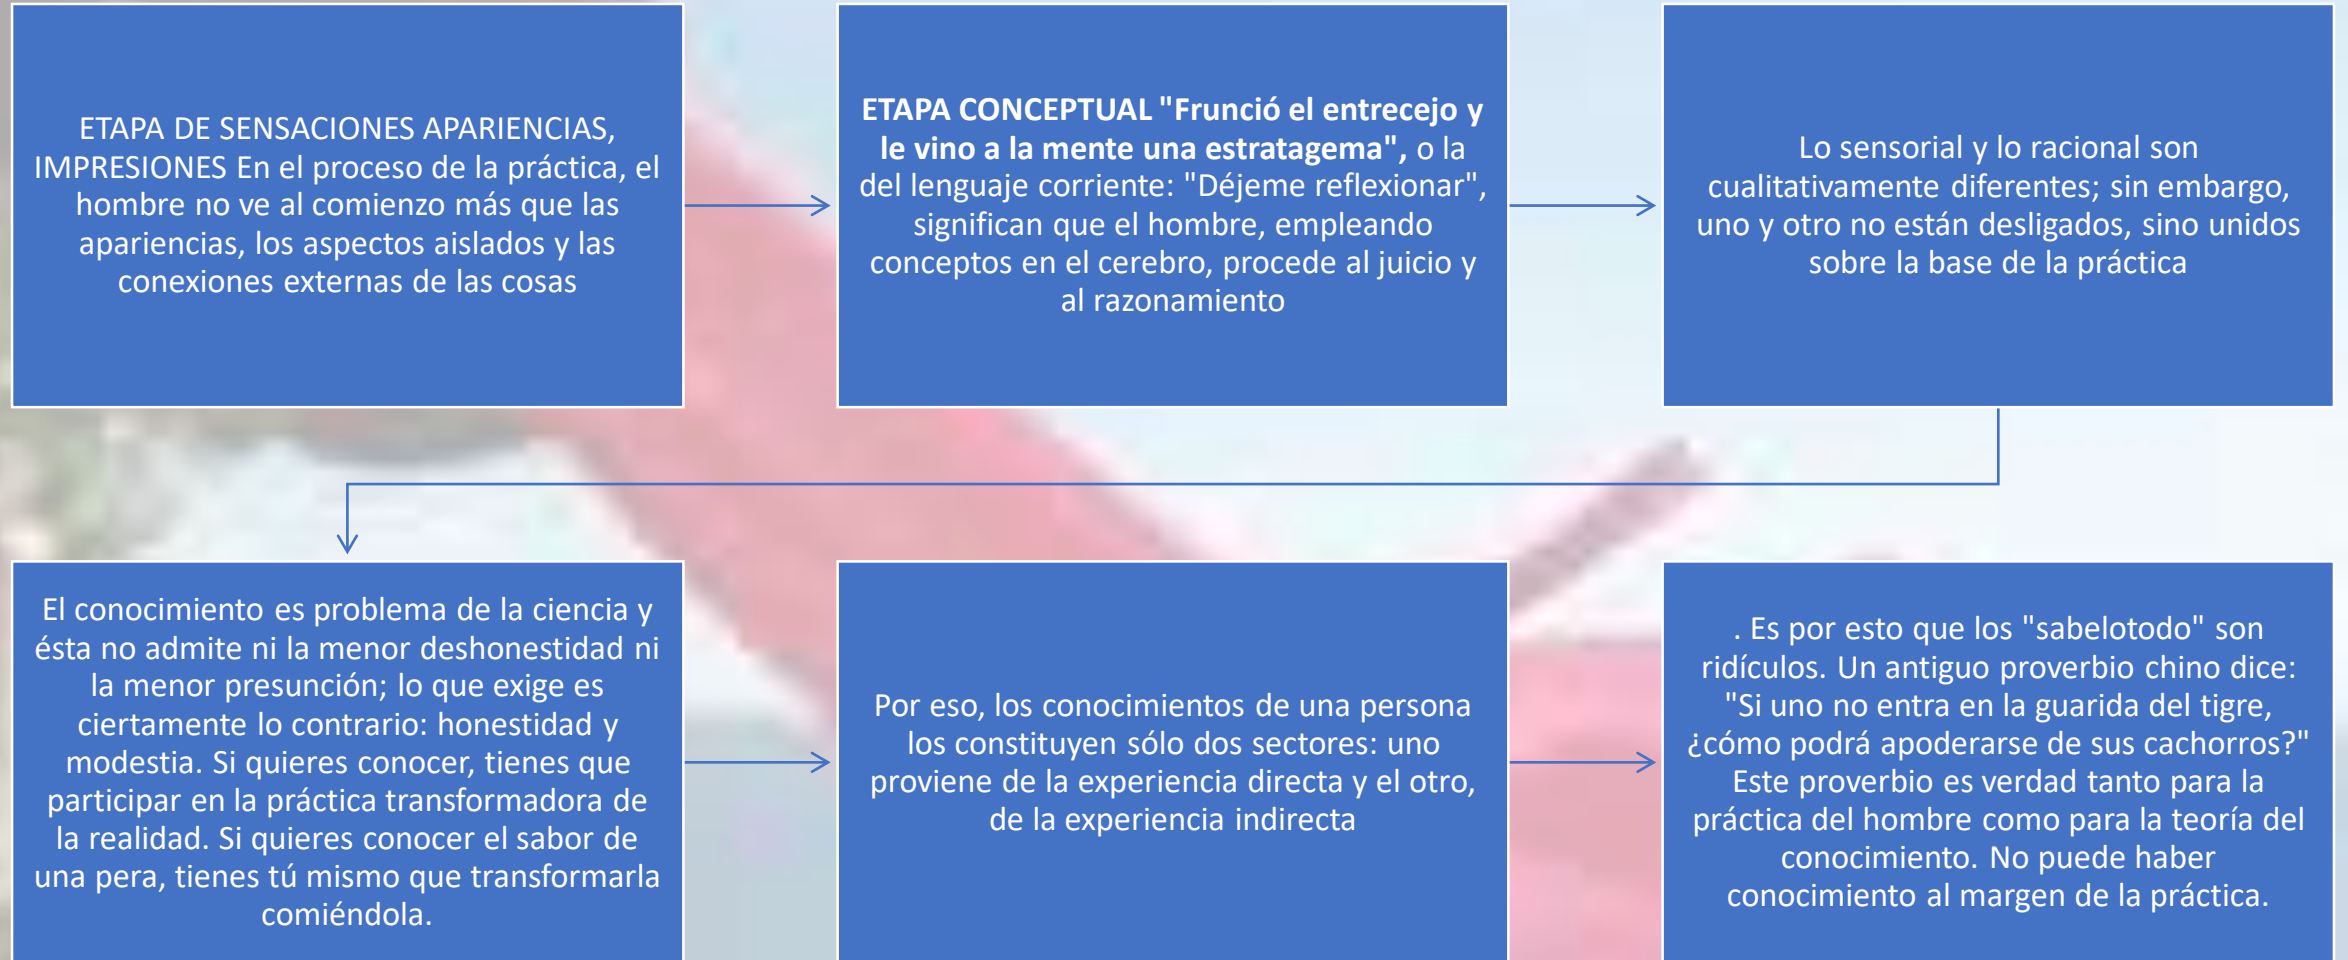 ETAPA DE SENSACIONES APARIENCIAS,
IMPRESIONES En el proceso de la práctica, el
hombre no ve al comienzo más que las
apariencias, los aspectos aislados y las
conexiones externas de las cosas
ETAPA CONCEPTUAL "Frunció el entrecejo y
le vino a la mente una estratagema", o la
del lenguaje corriente: "Déjeme reflexionar",
significan que el hombre, empleando
conceptos en el cerebro, procede al juicio y
al razonamiento
Lo sensorial y lo racional son
cualitativamente diferentes; sin embargo,
uno y otro no están desligados, sino unidos
sobre la base de la práctica
El conocimiento es problema de la ciencia y
ésta no admite ni la menor deshonestidad ni
la menor presunción; lo que exige es
ciertamente lo contrario: honestidad y
modestia. Si quieres conocer, tienes que
participar en la práctica transformadora de
la realidad. Si quieres conocer el sabor de
una pera, tienes tú mismo que transformarla
comiéndola.
Por eso, los conocimientos de una persona
los constituyen sólo dos sectores: uno
proviene de la experiencia directa y el otro,
de la experiencia indirecta
. Es por esto que los "sabelotodo" son
ridículos. Un antiguo proverbio chino dice:
"Si uno no entra en la guarida del tigre,
¿cómo podrá apoderarse de sus cachorros?"
Este proverbio es verdad tanto para la
práctica del hombre como para la teoría del
conocimiento. No puede haber
conocimiento al margen de la práctica.